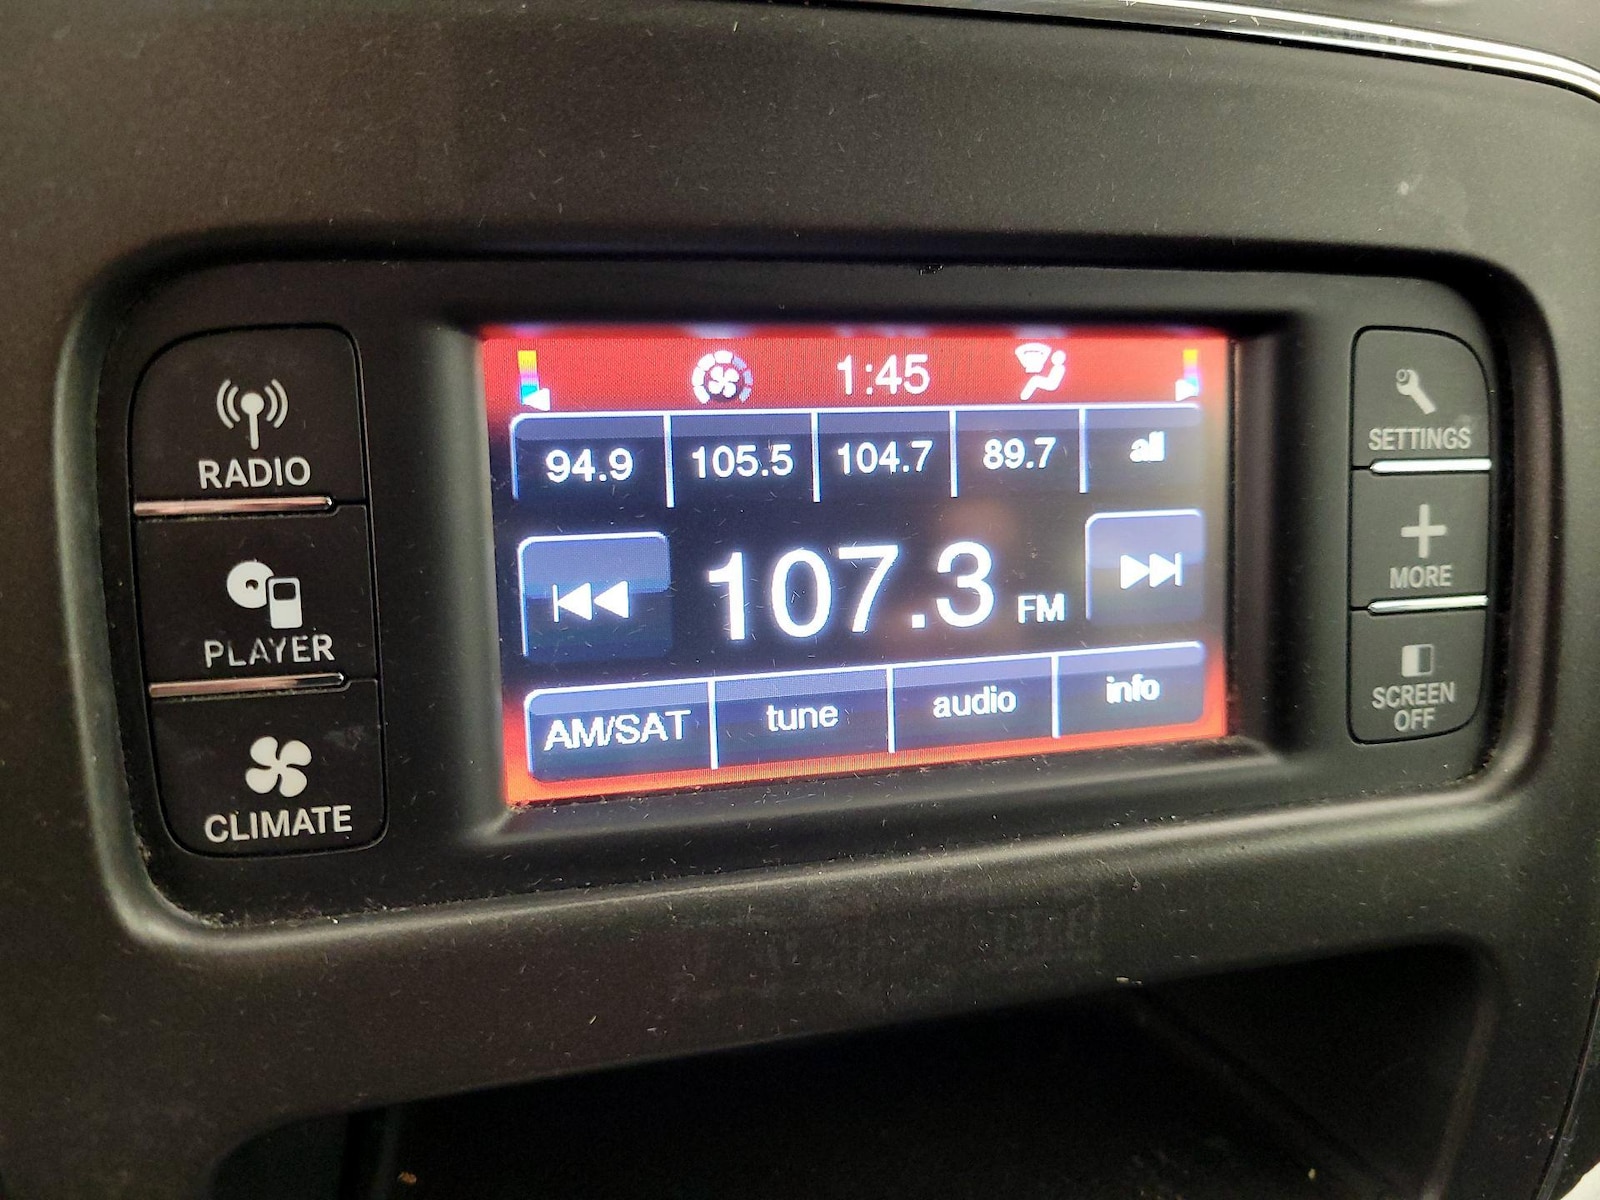 RADIO
PLAYER
CLIMATE
1:45
94.9 105.5 104.7 89.7 all
107.3 FM
AM/SAT tune audio info
SETTINGS
MORE
SCREEN
OFF